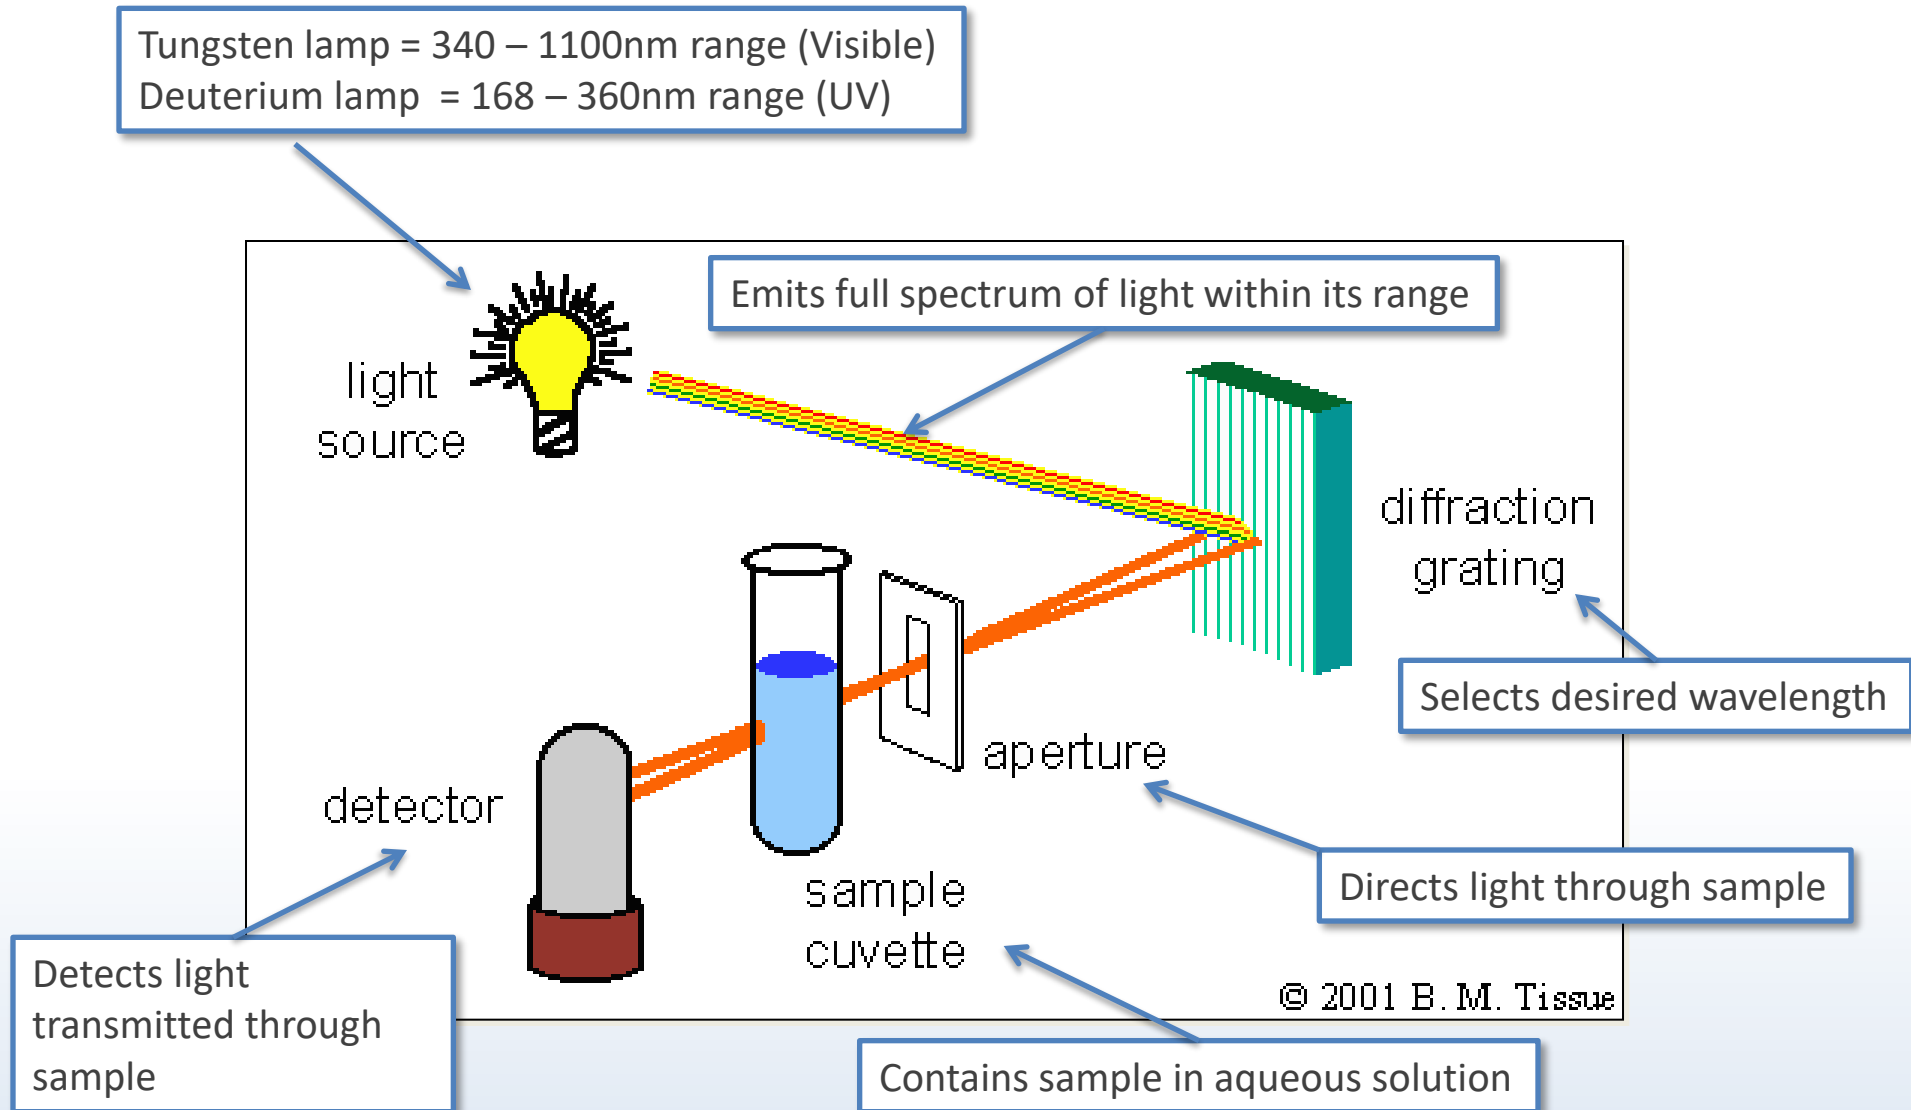 Tungsten lamp = 340 – 1100nm range (Visible)
Deuterium lamp  = 168 – 360nm range (UV)
Emits full spectrum of light within its range
light
source
diffraction
grating
Selects desired wavelength
aperture
Directs light through sample
detector
sample
cuvette
Detects light
transmitted through
sample
Contains sample in aqueous solution
© 2001 B. M. Tissue